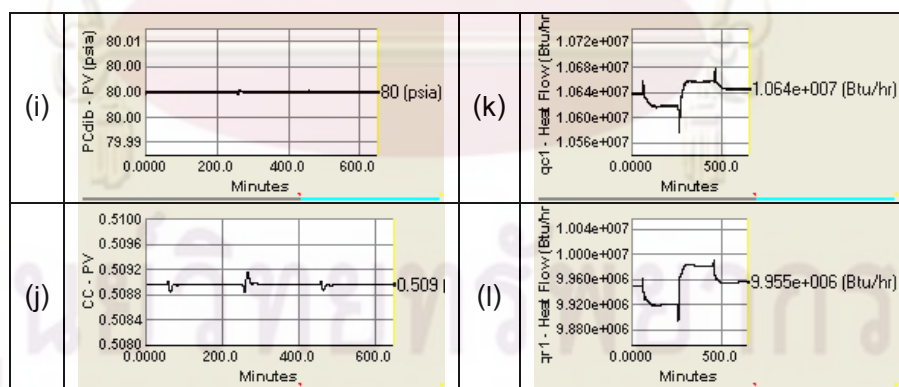 (i)
PCdib - PV (psia)
80.01
80.00
80.00
80.00
79.99
0.0000 200.0 400.0 600.0
Minutes
80 (psia)
(k)
qc1 - Heat Flow (Btu/hr
1.072e+007
1.068e+007
1.064e+007
1.060e+007
1.056e+007
0.0000 500.0
Minutes
1.064e+007 (Btu/hr)
(j)
CC - PV
0.5100
0.5096
0.5092
0.5088
0.5084
0.5080
0.0000 200.0 400.0 600.0
Minutes
0.509
(l)
qr1 - Heat Flow (Btu/hr
1.004e+007
1.000e+007
9.960e+006
9.920e+006
9.880e+006
0.0000 500.0
Minutes
9.955e+006 (Btu/hr)